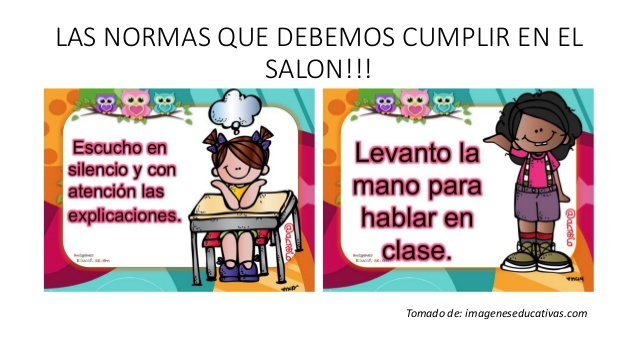 LAS NORMAS QUE DEBEMOS CUMPLIR EN EL
SALON!!!
Escucho en
silencio y con
atención las
explicaciones.
Levanto la
mano para
hablar en
clase.
Tomado de: imageneseducativas.com